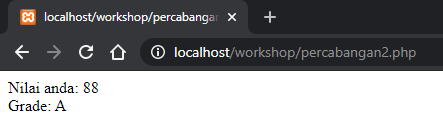 localhost/workshop/percabangan
localhost/workshop/percabangan2.php
Nilai anda: 88
Grade: A